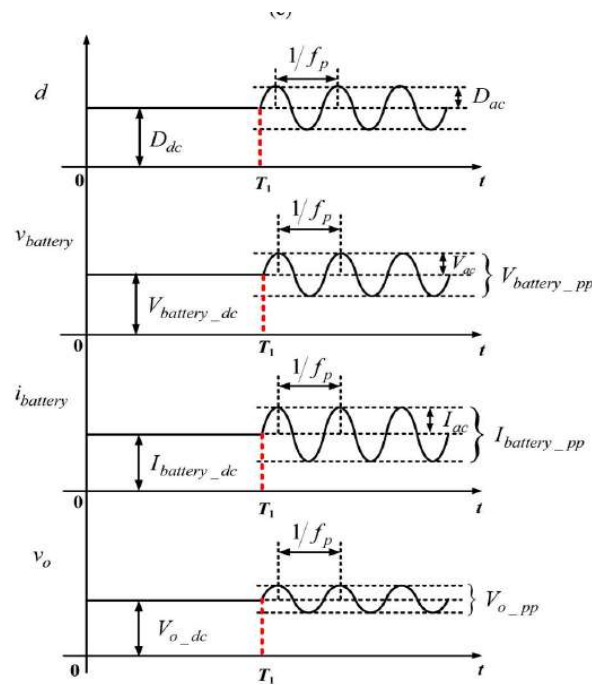 (c)
1/f_p
d
D_ac
D_dc
0
T_1
t
1/f_p
v_battery
V_ac
V_battery_pp
V_battery_dc
0
T_1
t
1/f_p
i_battery
I_ac
I_battery_pp
I_battery_dc
0
T_1
t
1/f_p
v_o
V_o_pp
V_o_dc
0
T_1
t